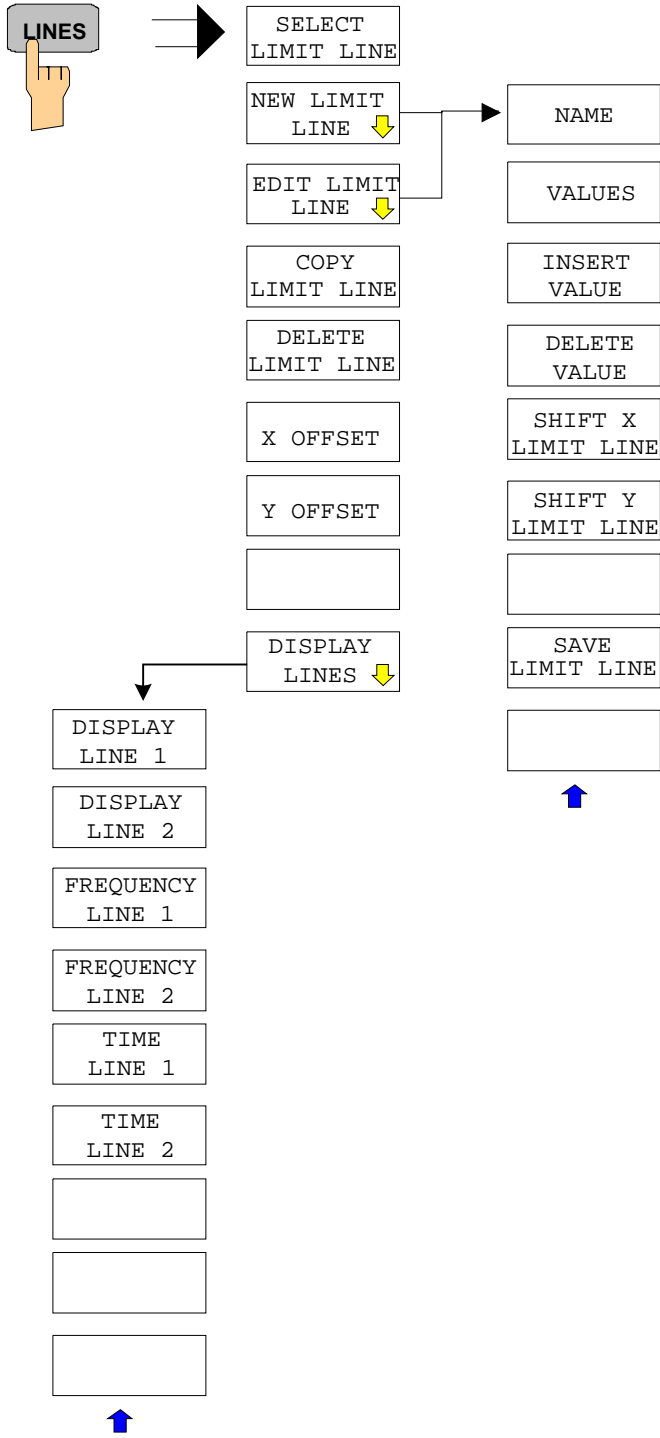 LINES
SELECT
LIMIT LINE
NEW LIMIT
LINE
EDIT LIMIT
LINE
COPY
LIMIT LINE
DELETE
LIMIT LINE
X OFFSET
Y OFFSET
DISPLAY
LINES
NAME
VALUES
INSERT
VALUE
DELETE
VALUE
SHIFT X
LIMIT LINE
SHIFT Y
LIMIT LINE
SAVE
LIMIT LINE
DISPLAY
LINE 1
DISPLAY
LINE 2
FREQUENCY
LINE 1
FREQUENCY
LINE 2
TIME
LINE 1
TIME
LINE 2